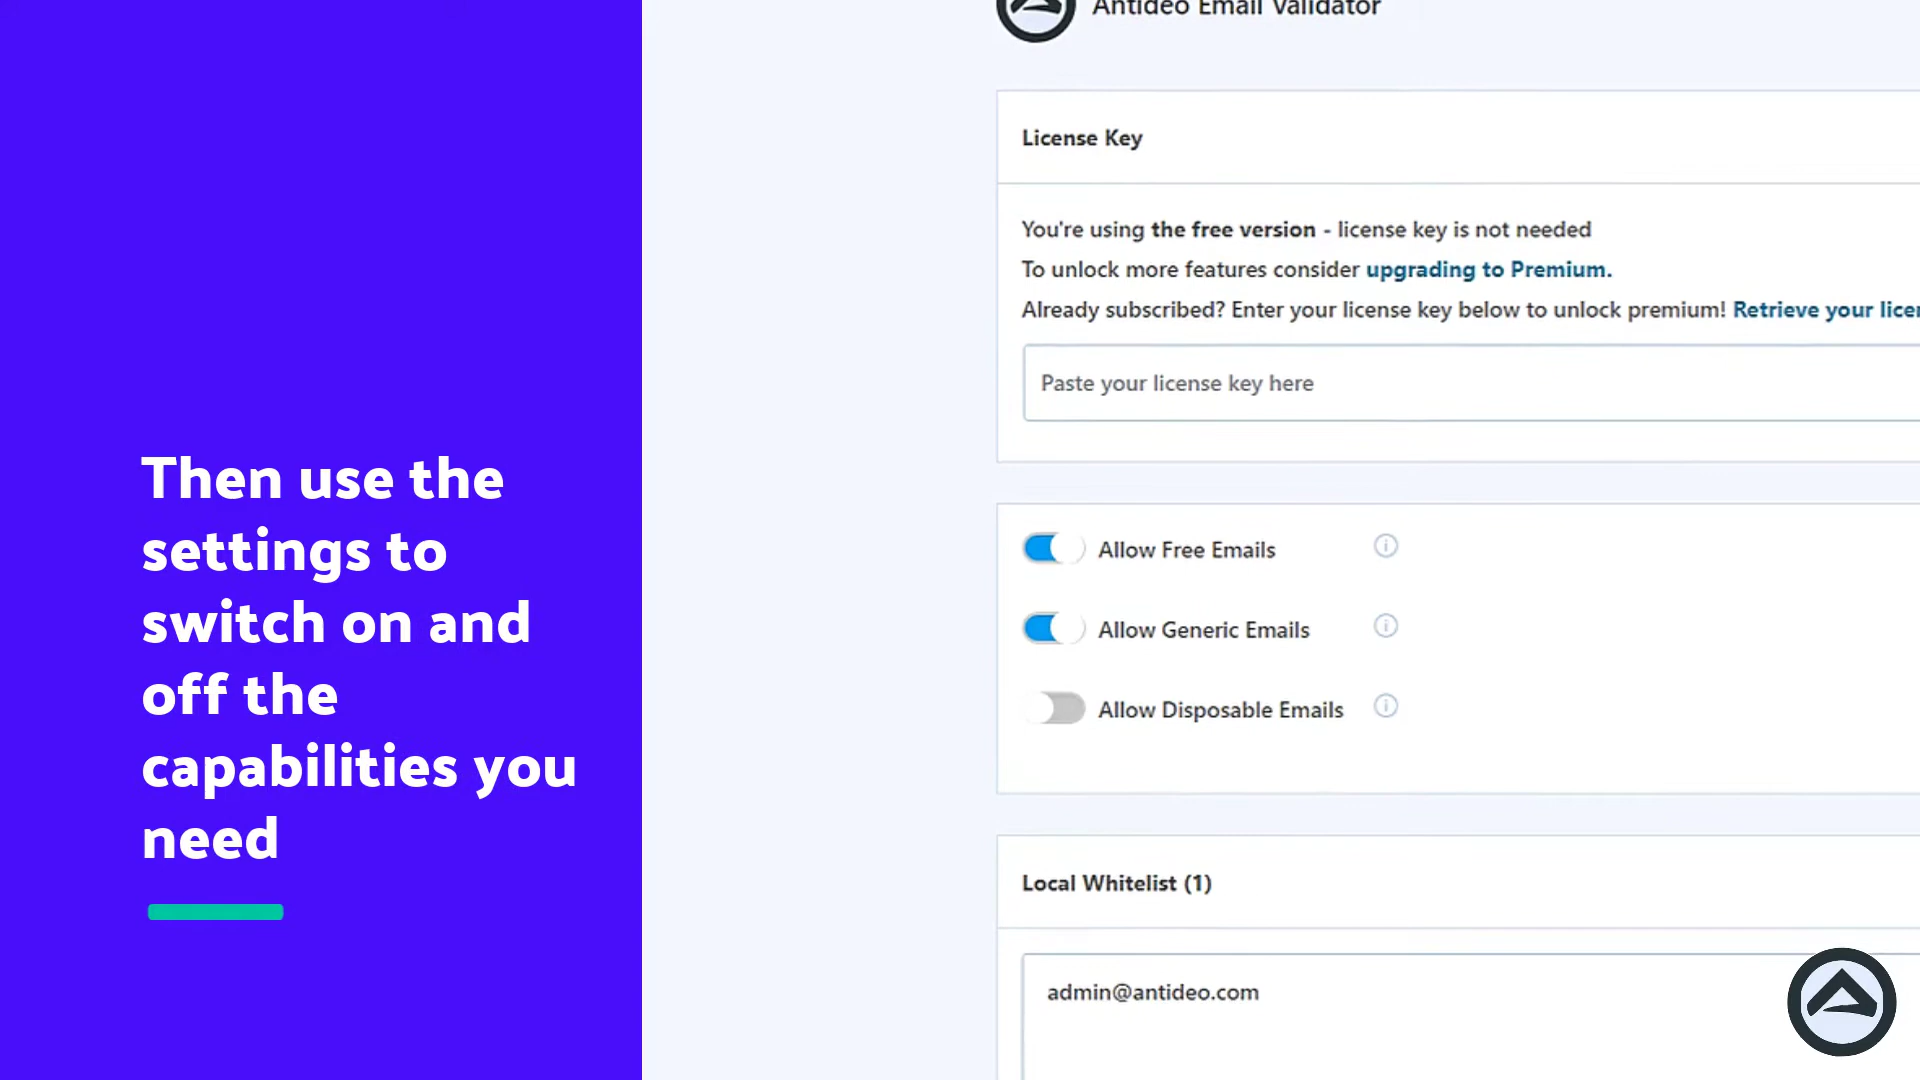 Then use the
settings to
switch on and
off the
capabilities you
need
Antideo Email Validator
License Key
You're using the free version - license key is not needed
To unlock more features consider upgrading to Premium.
Already subscribed? Enter your license key below to unlock premium! Retrieve your
Paste your license key here
Allow Free Emails
Allow Generic Emails
Allow Disposable Emails
Local Whitelist (1)
admin@antideo.com